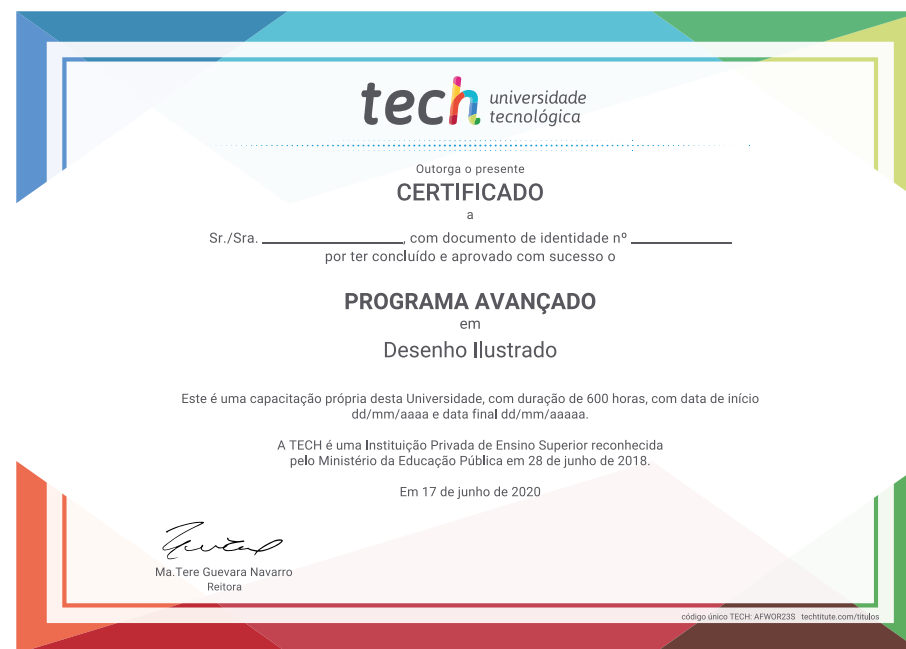 tech universidade
tecnológica
Outorga o presente
CERTIFICADO
a
Sr./Sra. ________________, com documento de identidade nº ____________
por ter concluído e aprovado com sucesso o
PROGRAMA AVANÇADO
em
Desenho Ilustrado
Este é uma capacitação própria desta Universidade, com duração de 600 horas, com data de início
dd/mm/aaaa e data final dd/mm/aaaaa.
A TECH é uma Instituição Privada de Ensino Superior reconhecida
pelo Ministério da Educação Pública em 28 de junho de 2018.
Em 17 de junho de 2020
Ma.Tere Guevara Navarro
Reitora
código único TECH: AFWOR23S techtitute.com/titulos